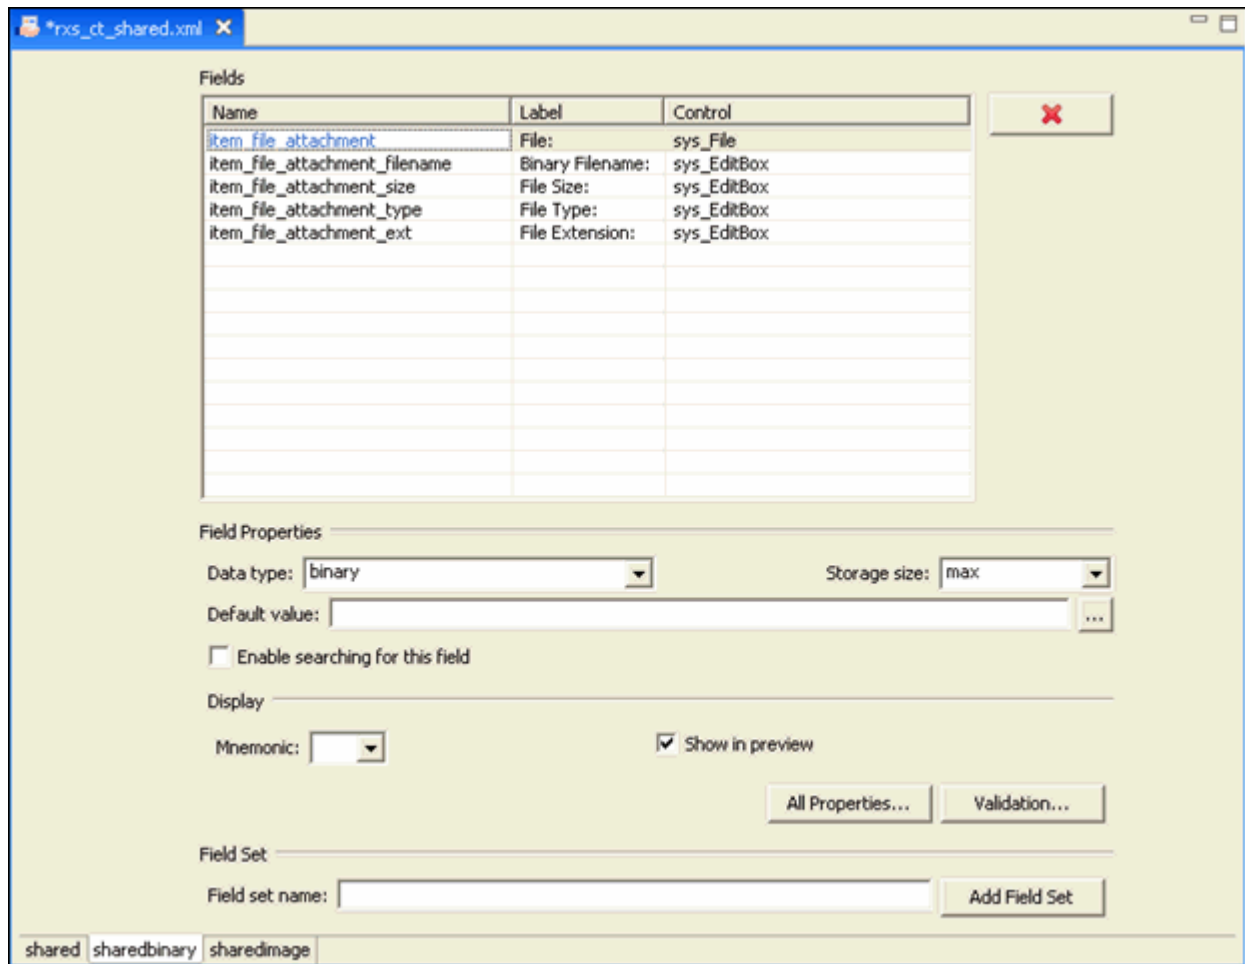 *rxs_ct_shared.xml
Fields
Name Label Control
item_file_attachment File: sys_File
item_file_attachment_filename Binary Filename: sys_EditBox
item_file_attachment_size File Size: sys_EditBox
item_file_attachment_type File Type: sys_EditBox
item_file_attachment_ext File Extension: sys_EditBox
Field Properties
Data type: binary Storage size: max
Default value: ...
Enable searching for this field
Display
Mnemonic: Show in preview
All Properties... Validation...
Field Set
Field set name: Add Field Set
shared sharedbinary sharedimage